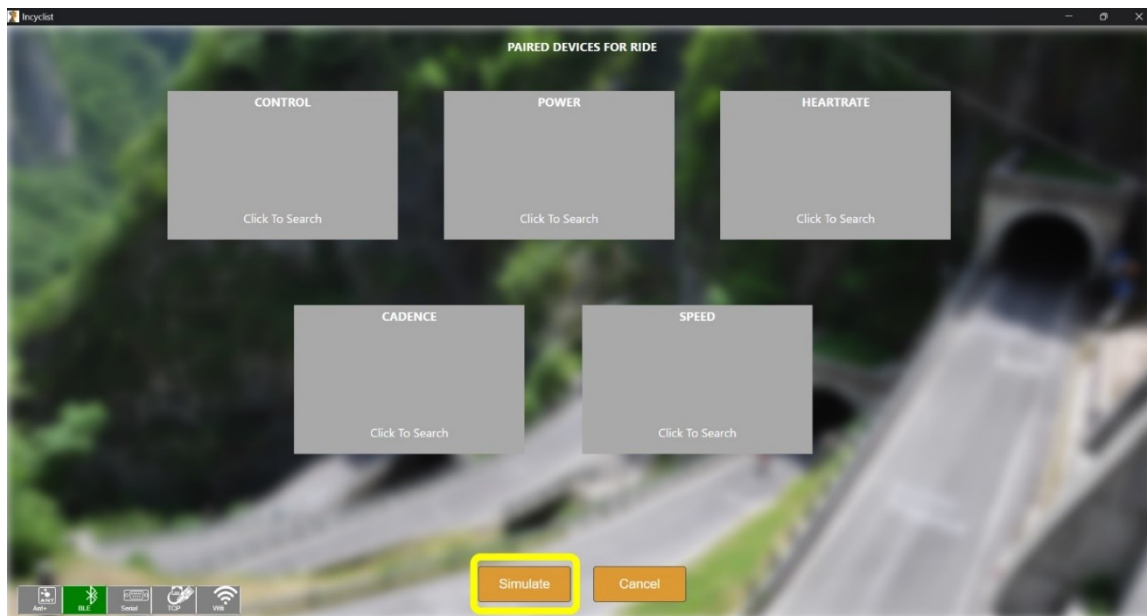 Incyclist
PAIRED DEVICES FOR RIDE
CONTROL
Click To Search
POWER
Click To Search
HEARTRATE
Click To Search
CADENCE
Click To Search
SPEED
Click To Search
Simulate
Cancel
ANT
Ant+
BLE
Serial
TCP
Wifi